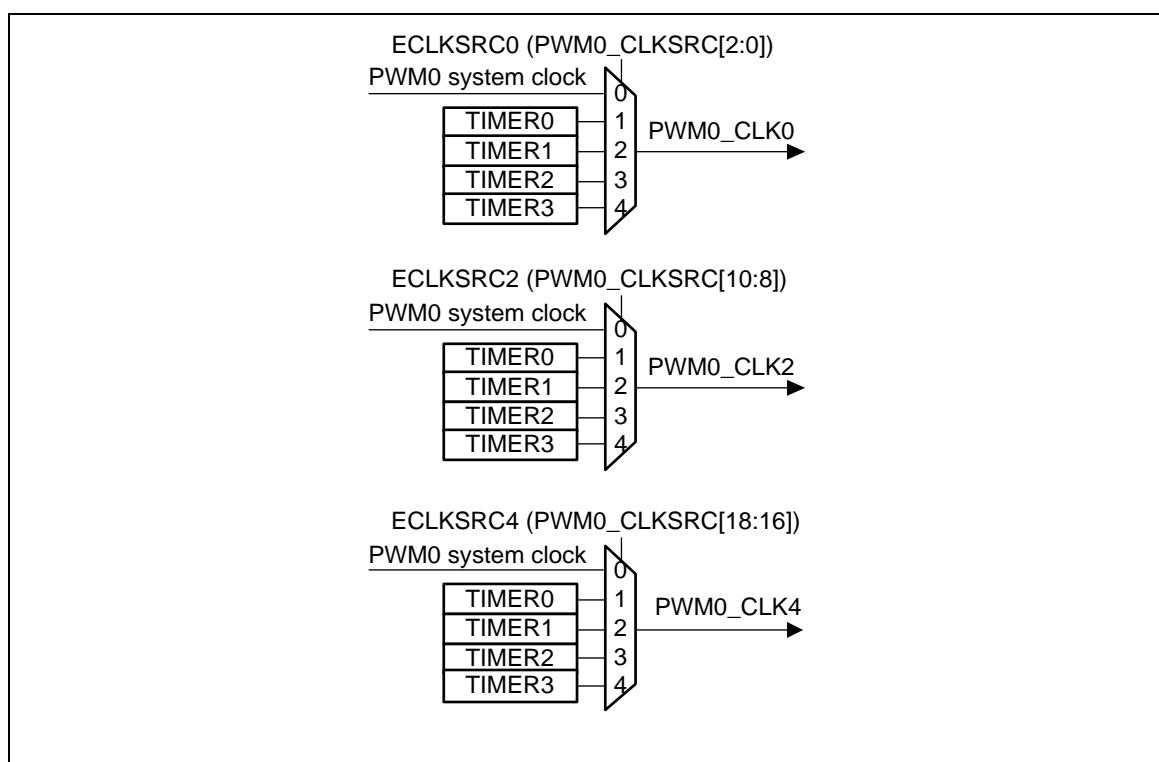 ECLKSRC0 (PWM0_CLKSRC[2:0])
PWM0 system clock
0
TIMER0 1
PWM0_CLK0
TIMER1 2
TIMER2 3
TIMER3 4
ECLKSRC2 (PWM0_CLKSRC[10:8])
PWM0 system clock
0
TIMER0 1
PWM0_CLK2
TIMER1 2
TIMER2 3
TIMER3 4
ECLKSRC4 (PWM0_CLKSRC[18:16])
PWM0 system clock
0
TIMER0 1
PWM0_CLK4
TIMER1 2
TIMER2 3
TIMER3 4